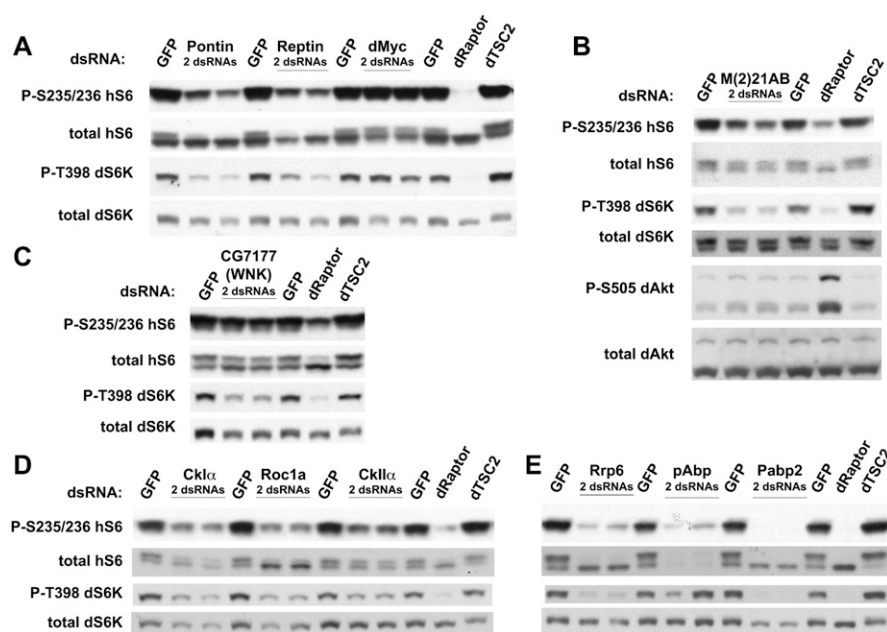 A
dsRNA:
GFP
Pontin
2 dsRNAs
GFP
Reptin
2 dsRNAs
GFP
dMyc
2 dsRNAs
GFP
dRaptor
dTSC2
P-S235/236 hS6
total hS6
P-T398 dS6K
total dS6K
B
dsRNA:
GFP
M(2)21AB
2 dsRNAs
GFP
dRaptor
dTSC2
P-S235/236 hS6
total hS6
P-T398 dS6K
total dS6K
P-S505 dAkt
total dAkt
C
dsRNA:
GFP
CG7177
(WNK)
2 dsRNAs
GFP
dRaptor
dTSC2
P-S235/236 hS6
total hS6
P-T398 dS6K
total dS6K
D
dsRNA:
GFP
CkIα
2 dsRNAs
GFP
Roc1a
2 dsRNAs
GFP
CkIIα
2 dsRNAs
GFP
dRaptor
dTSC2
P-S235/236 hS6
total hS6
P-T398 dS6K
total dS6K
E
GFP
Rrp6
2 dsRNAs
GFP
pAbp
2 dsRNAs
GFP
Pabp2
2 dsRNAs
GFP
dRaptor
dTSC2